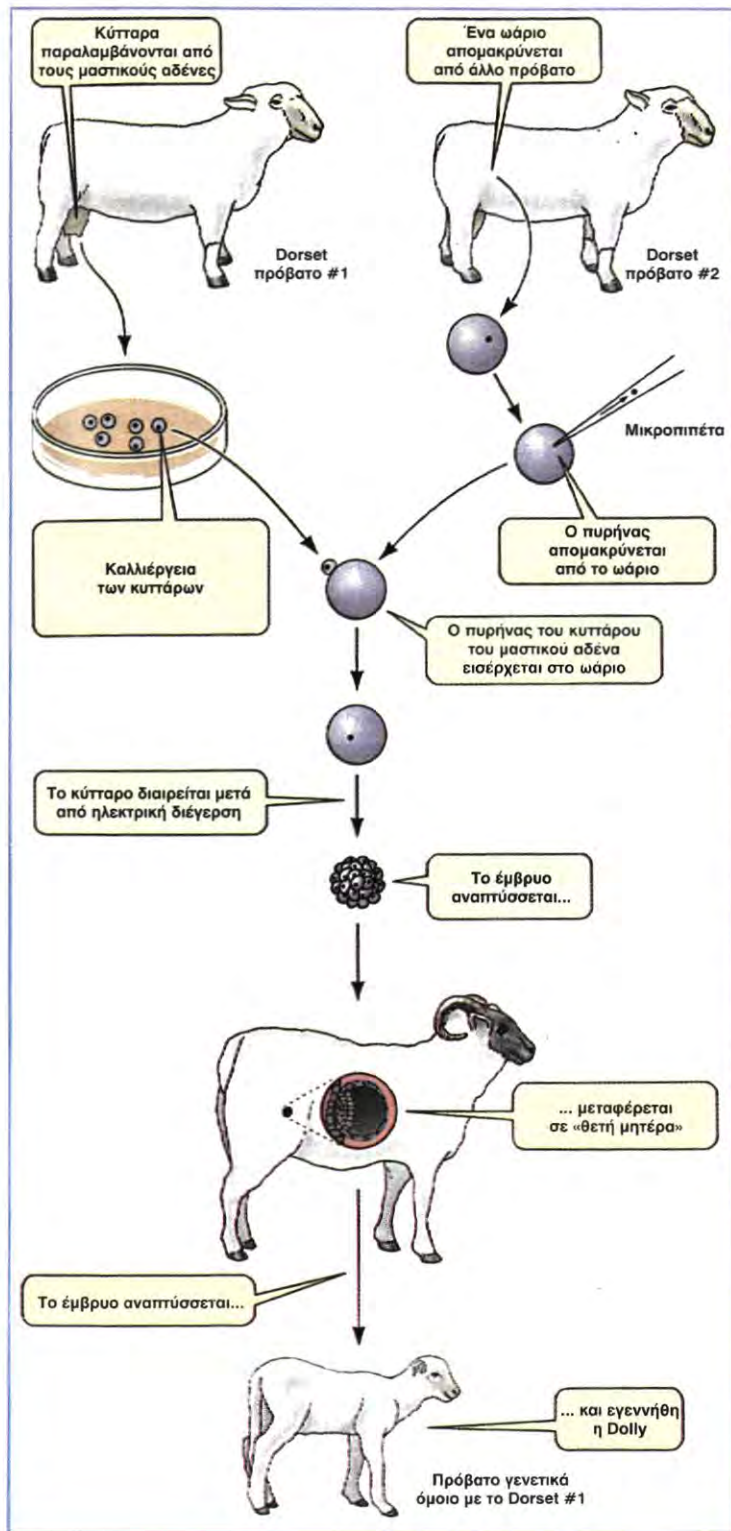 Κύτταρα
παραλαμβάνονται από
τους μαστικούς αδένες
Ένα ωάριο
απομακρύνεται
από άλλο πρόβατο
Dorset
πρόβατο #1
Dorset
πρόβατο #2
Μικροπιπέτα
Ο πυρήνας
απομακρύνεται
από το ωάριο
Καλλιέργεια
των κυττάρων
Ο πυρήνας του κυττάρου
του μαστικού αδένα
εισέρχεται στο ωάριο
Το κύτταρο διαιρείται μετά
από ηλεκτρική διέγερση
Το έμβρυο
αναπτύσσεται...
... μεταφέρεται
σε «θετή μητέρα»
Το έμβρυο αναπτύσσεται...
... και εγεννήθη
η Dolly
Πρόβατο γενετικά
όμοιο με το Dorset #1